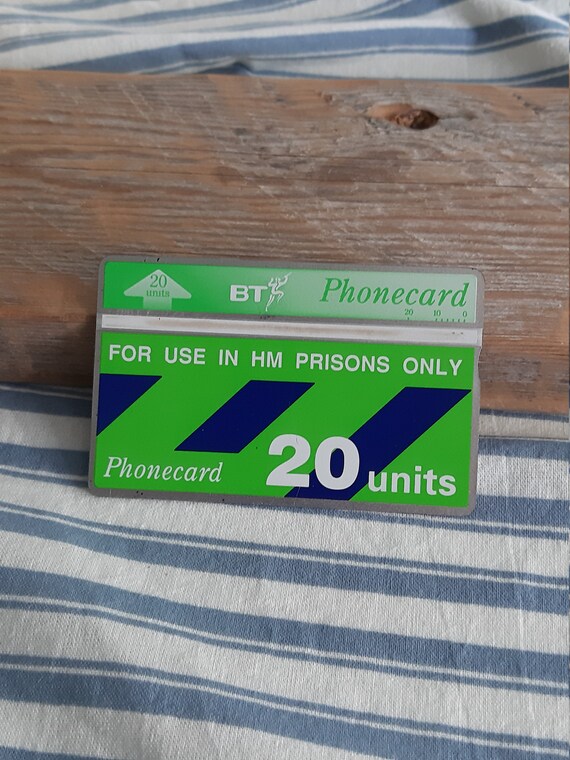 20
units
BT Phonecard
20 10 0
FOR USE IN HM PRISONS ONLY
Phonecard 20 units